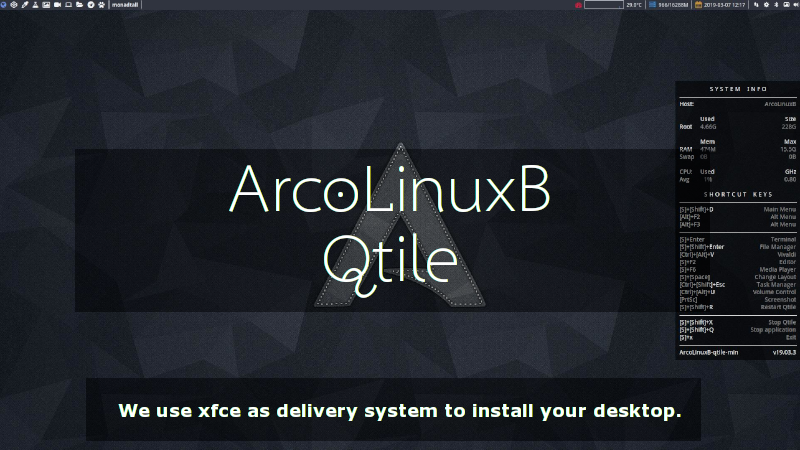 monadtall
29.0°C
966/16288M
2019-03-02 12:17
SYSTEM INFO
Host: ArcoLinuxB
Used Size
Root 4.66G 228G
Mem Max
RAM 15.5G
Swap 0B 0B
CPU: Used GHz
Avg 1% 0.80
SHORTCUT KEYS
[S]+[Shift]+D Main Menu
[Alt]+F2 Alt Menu
[Alt]+F3 Alt Menu
[S]+Enter Terminal
[S]+[Shift]+Enter File Manager
[Ctrl]+[Alt]+V Vivaldi
[S]+F2 Editor
[S]+F6 Media Player
[S]+[Space] Change Layout
[Ctrl]+[Shift]+Esc Task Manager
[Ctrl]+[Alt]+U Volume Control
[PrtSc] Screenshot
[S]+[Shift]+R Restart Qtile
[S]+[Shift]+X Stop Qtile
[S]+[Shift]+Q Stop application
[S]+x Exit
ArcoLinuxB-qtile-min v19.03.3
ArcoLinuxB
Qtile
We use xfce as delivery system to install your desktop.